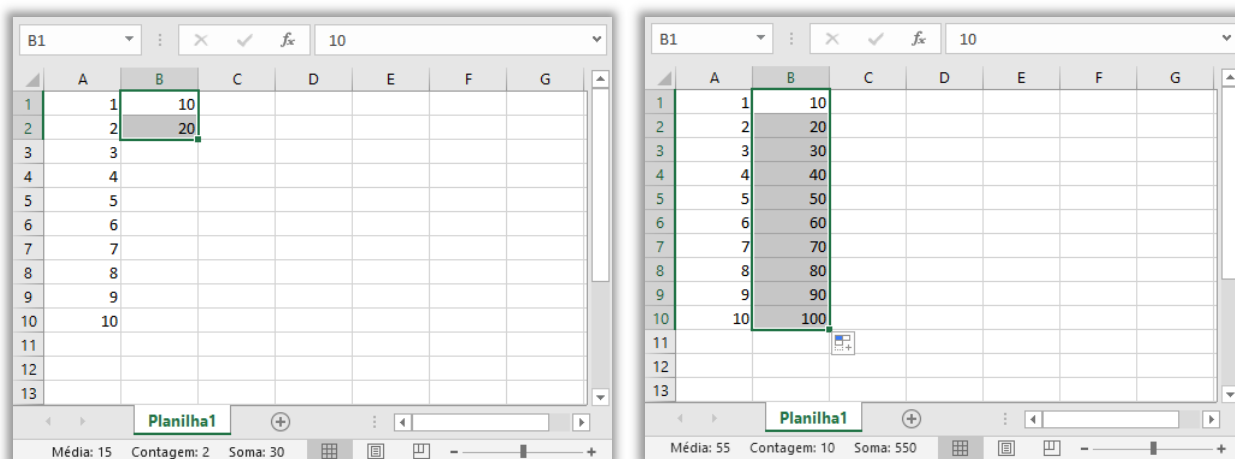 B1 fx 10
A B C D E F G
1 1 10
2 2 20
3 3
4 4
5 5
6 6
7 7
8 8
9 9
10 10
11
12
13
Planilha1
Média: 15 Contagem: 2 Soma: 30
B1 fx 10
A B C D E F G
1 1 10
2 2 20
3 3 30
4 4 40
5 5 50
6 6 60
7 7 70
8 8 80
9 9 90
10 10 100
11
12
13
Planilha1
Média: 55 Contagem: 10 Soma: 550